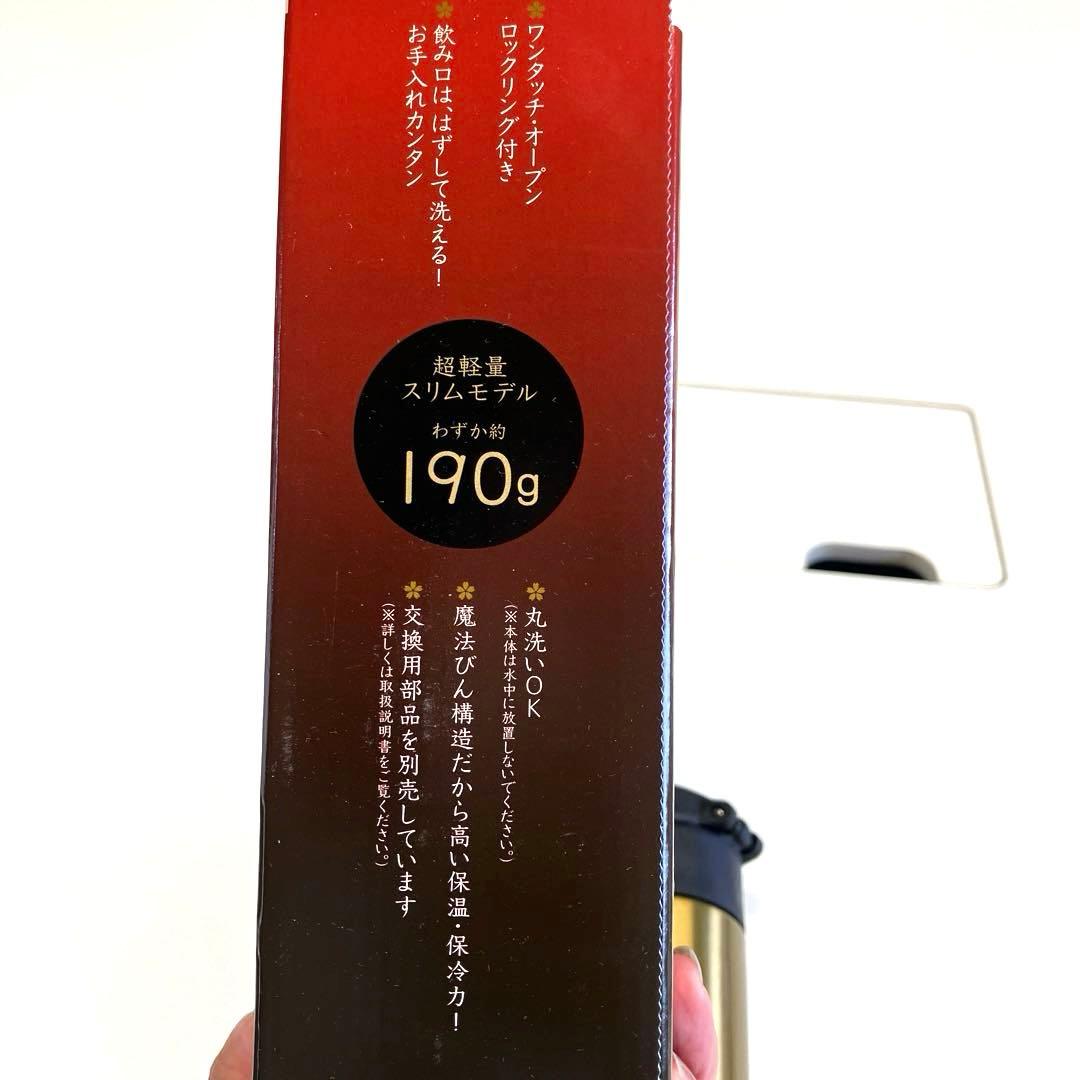 ワンタッチ・オープン
ロックリング付き
飲み口は、はずして洗える!
お手入れカンタン
超軽量
スリムモデル
わずか約
190g
丸洗いOK
(※本体は水中に放置しないでください。)
魔法びん構造だから高い保温・保冷力!
交換用部品を別売しています
(※詳しくは取扱説明書をご覧ください。)